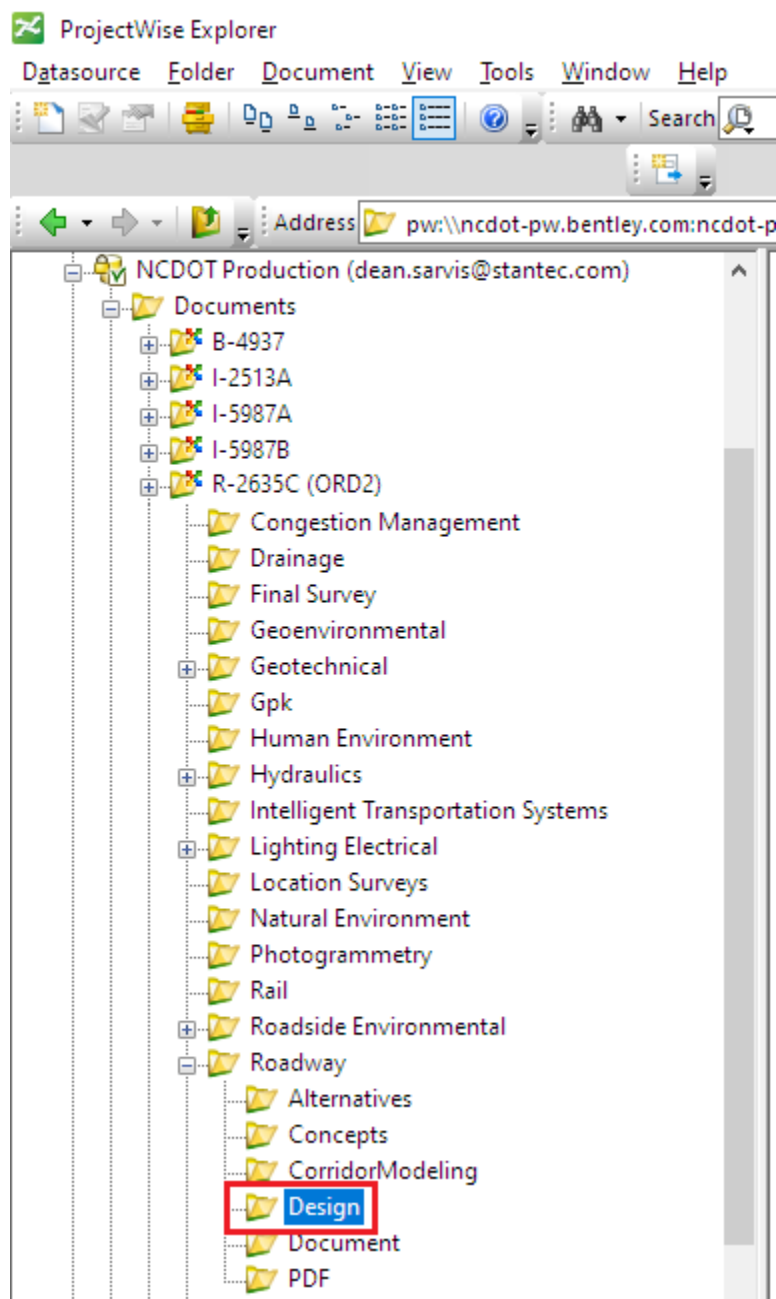 ProjectWise Explorer
Datasource Folder Document View Tools Window Help
Search
Address pw:\\ncdot-pw.bentley.com:ncdot-p
NCDOT Production (dean.sarvis@stantec.com)
Documents
B-4937
I-2513A
I-5987A
I-5987B
R-2635C (ORD2)
Congestion Management
Drainage
Final Survey
Geoenvironmental
Geotechnical
Gpk
Human Environment
Hydraulics
Intelligent Transportation Systems
Lighting Electrical
Location Surveys
Natural Environment
Photogrammetry
Rail
Roadside Environmental
Roadway
Alternatives
Concepts
CorridorModeling
Design
Document
PDF